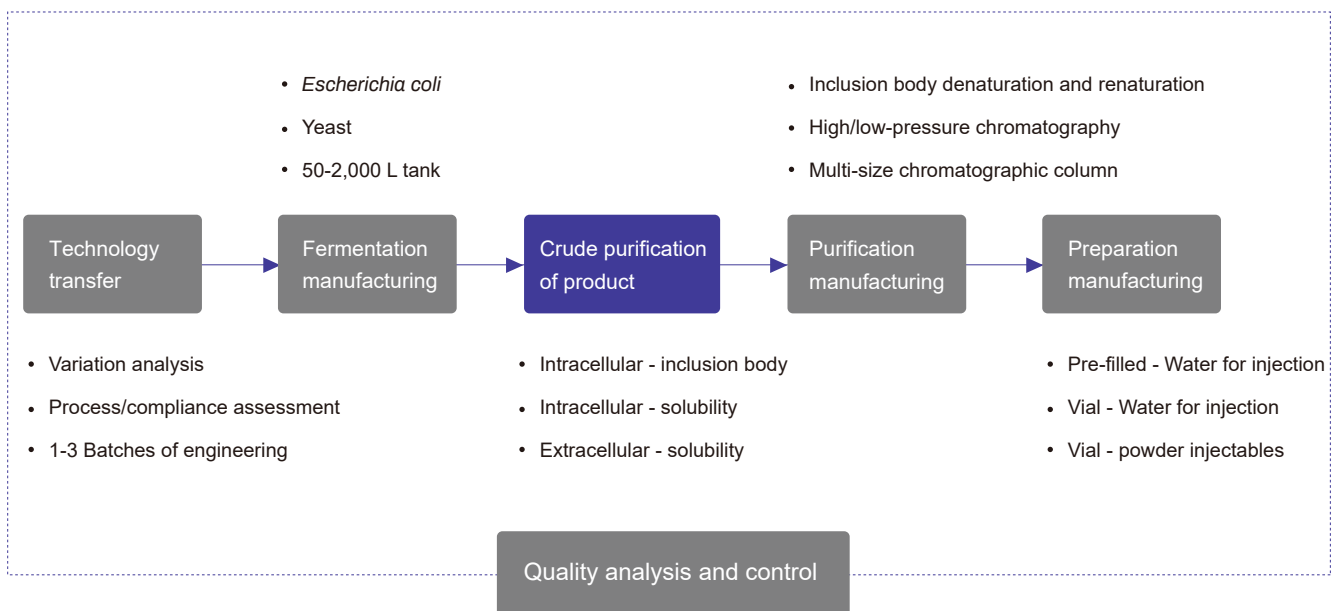 • Escherichia coli
• Yeast
• 50-2,000 L tank
• Inclusion body denaturation and renaturation
• High/low-pressure chromatography
• Multi-size chromatographic column
Technology
transfer
Fermentation
manufacturing
Crude purification
of product
Purification
manufacturing
Preparation
manufacturing
• Variation analysis
• Process/compliance assessment
• 1-3 Batches of engineering
• Intracellular - inclusion body
• Intracellular - solubility
• Extracellular - solubility
• Pre-filled - Water for injection
• Vial - Water for injection
• Vial - powder injectables
Quality analysis and control